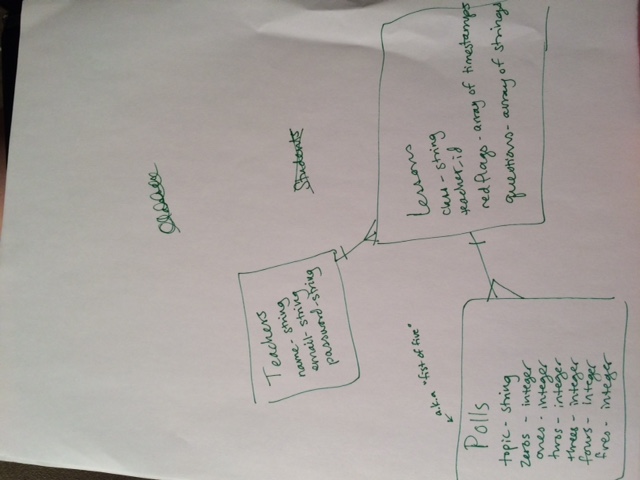 Students
Teachers
name - string
email - string
password - string
Lessons
class - string
teacher_id
redflags - array of timestamps
questions - array of strings
a.k.a "fist of five"
Polls
topic - string
zeros - integer
ones - integer
twos - integer
threes - integer
fours - integer
fives - integer